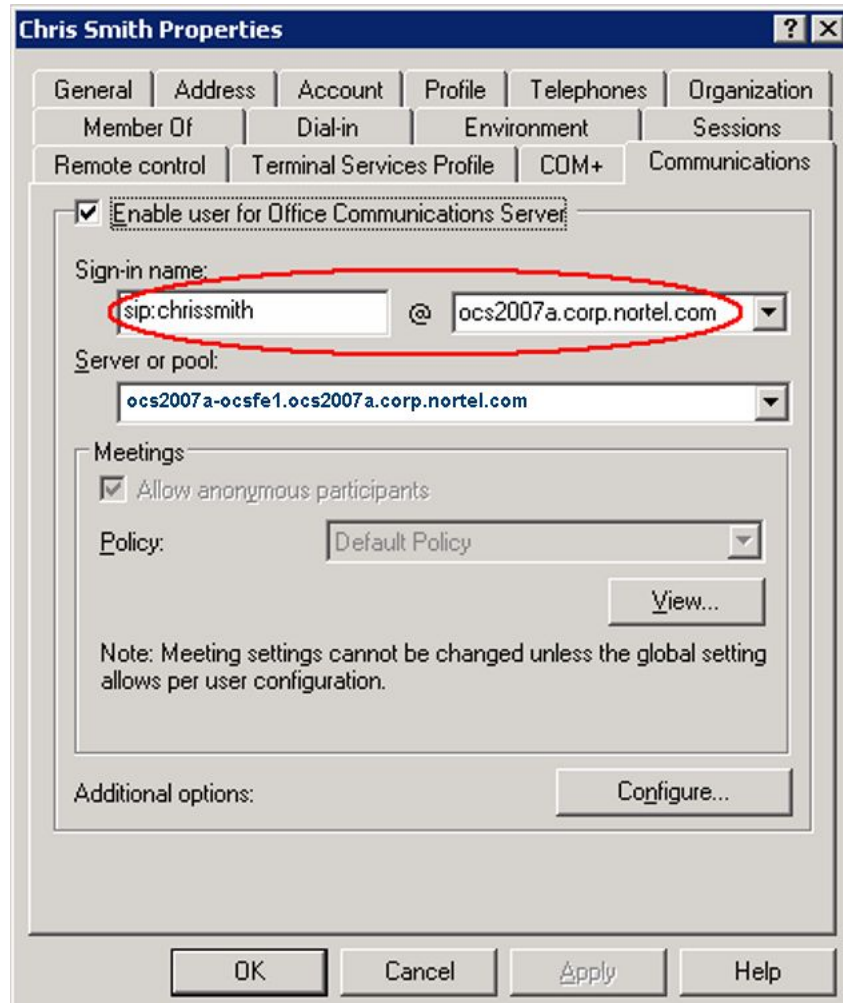 Chris Smith Properties
General Address Account Profile Telephones Organization
Member Of Dial-in Environment Sessions
Remote control Terminal Services Profile COM+ Communications
Enable user for Office Communications Server
Sign-in name:
sip:chrissmith @ ocs2007a.corp.nortel.com
Server or pool:
ocs2007a-ocsfe1.ocs2007a.corp.nortel.com
Meetings
Allow anonymous participants
Policy: Default Policy
View...
Note: Meeting settings cannot be changed unless the global setting
allows per user configuration.
Additional options: Configure...
OK Cancel Apply Help